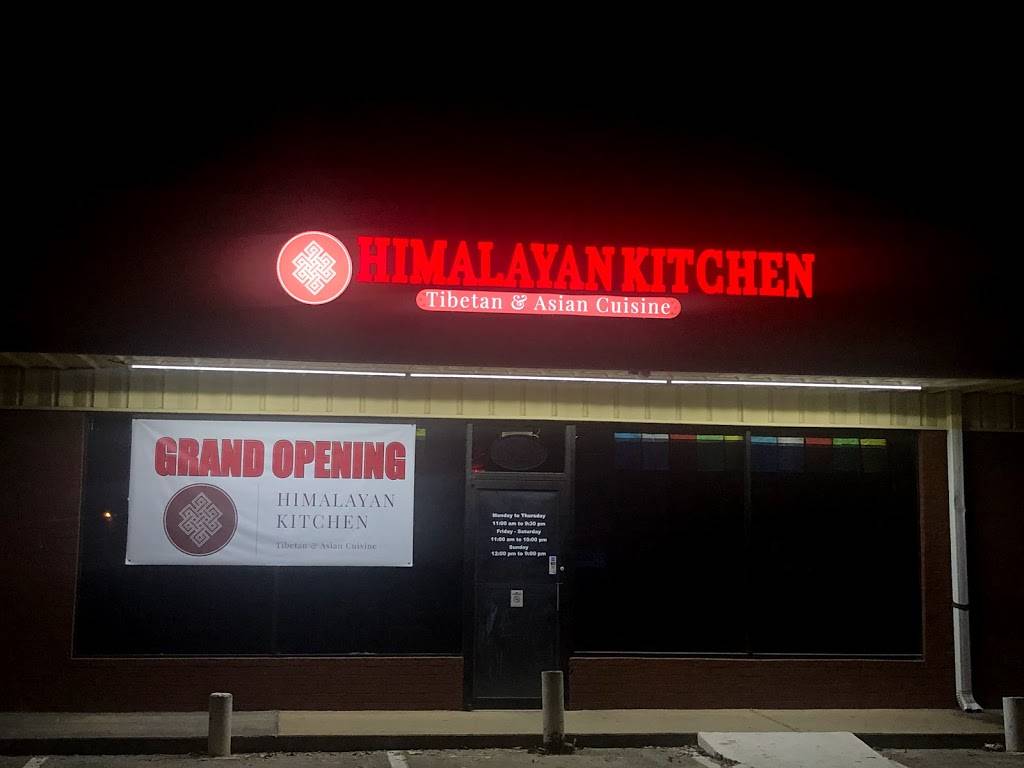 HIMALAYAN KITCHEN
Tibetan & Asian Cuisine
GRAND OPENING
HIMALAYAN
KITCHEN
Tibetan & Asian Cuisine
Monday to Thursday
11:00 am to 9:30 pm
Friday - Saturday
11:00 am to 10:00 pm
Sunday
12:00 pm to 9:00 pm